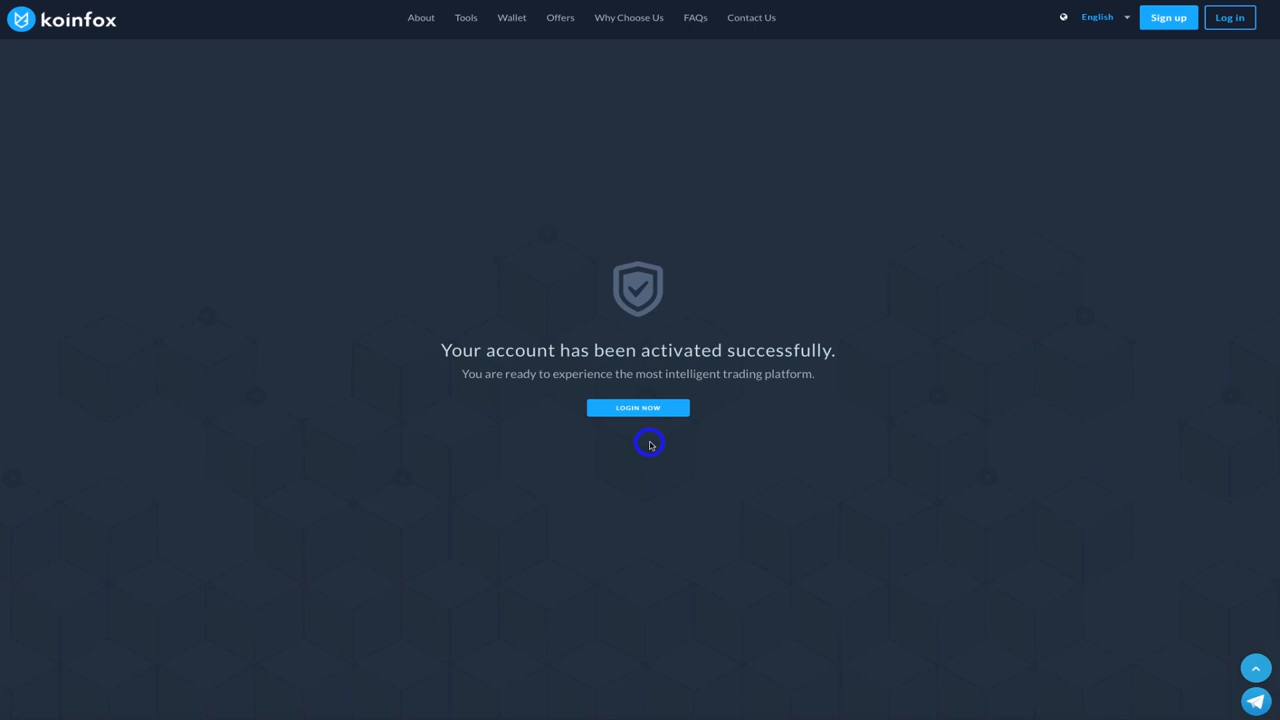 koinfox
About
Tools
Wallet
Offers
Why Choose Us
FAQs
Contact Us
English
Sign up
Log in
Your account has been activated successfully.
You are ready to experience the most intelligent trading platform.
LOGIN NOW